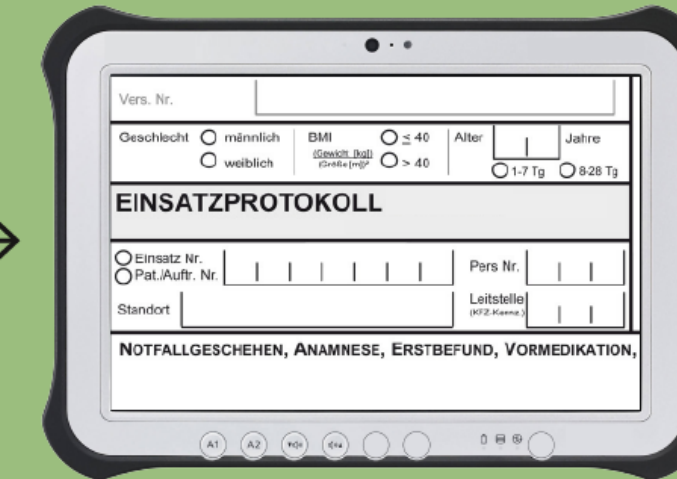 Vers. Nr.
Geschlecht männlich BMI ≤ 40 Alter Jahre
weiblich (Gewicht [kg]) (Größe [m])² > 40 1-7 Tg 8-28 Tg
EINSATZPROTOKOLL
Einsatz Nr.
Pat./Auftr. Nr. Pers Nr.
Standort Leitstelle
(KFZ-Kennz.)
NOTFALLGESCHEHEN, ANAMNESE, ERSTBEFUND, VORMEDIKATION,
A1 A2